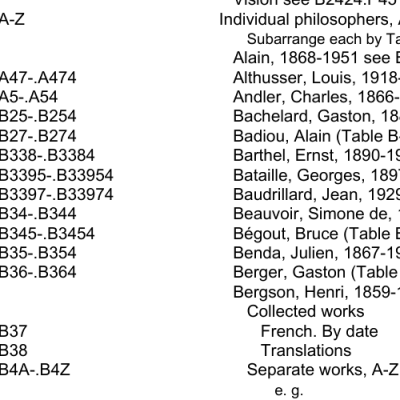 Vision see B2424.P45
A-Z Individual philosophers, A
Subarrange each by Ta
Alain, 1868-1951 see B
A47-.A474 Althusser, Louis, 1918-
A5-.A54 Andler, Charles, 1866-
B25-.B254 Bachelard, Gaston, 18
B27-.B274 Badiou, Alain (Table B
B338-.B3384 Barthel, Ernst, 1890-19
B3395-.B33954 Bataille, Georges, 189
B3397-.B33974 Baudrillard, Jean, 1929
B34-.B344 Beauvoir, Simone de, 1
B345-.B3454 Bégout, Bruce (Table B
B35-.B354 Benda, Julien, 1867-19
B36-.B364 Berger, Gaston (Table
Bergson, Henri, 1859-1
Collected works
B37 French. By date
B38 Translations
B4A-.B4Z Separate works, A-Z
e. g.